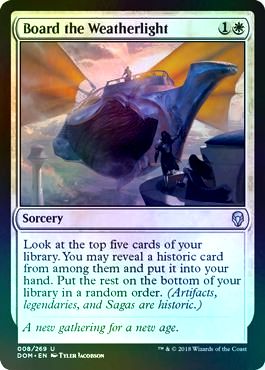 Board the Weatherlight 1
Sorcery
Look at the top five cards of your
library. You may reveal a historic card
from among them and put it into your
hand. Put the rest on the bottom of your
library in a random order. (Artifacts,
legendaries, and Sagas are historic.)
A new gathering for a new age.
008/269 U
DOM • EN TYLER JACOBSON ™ & © 2018 Wizards of the Coast